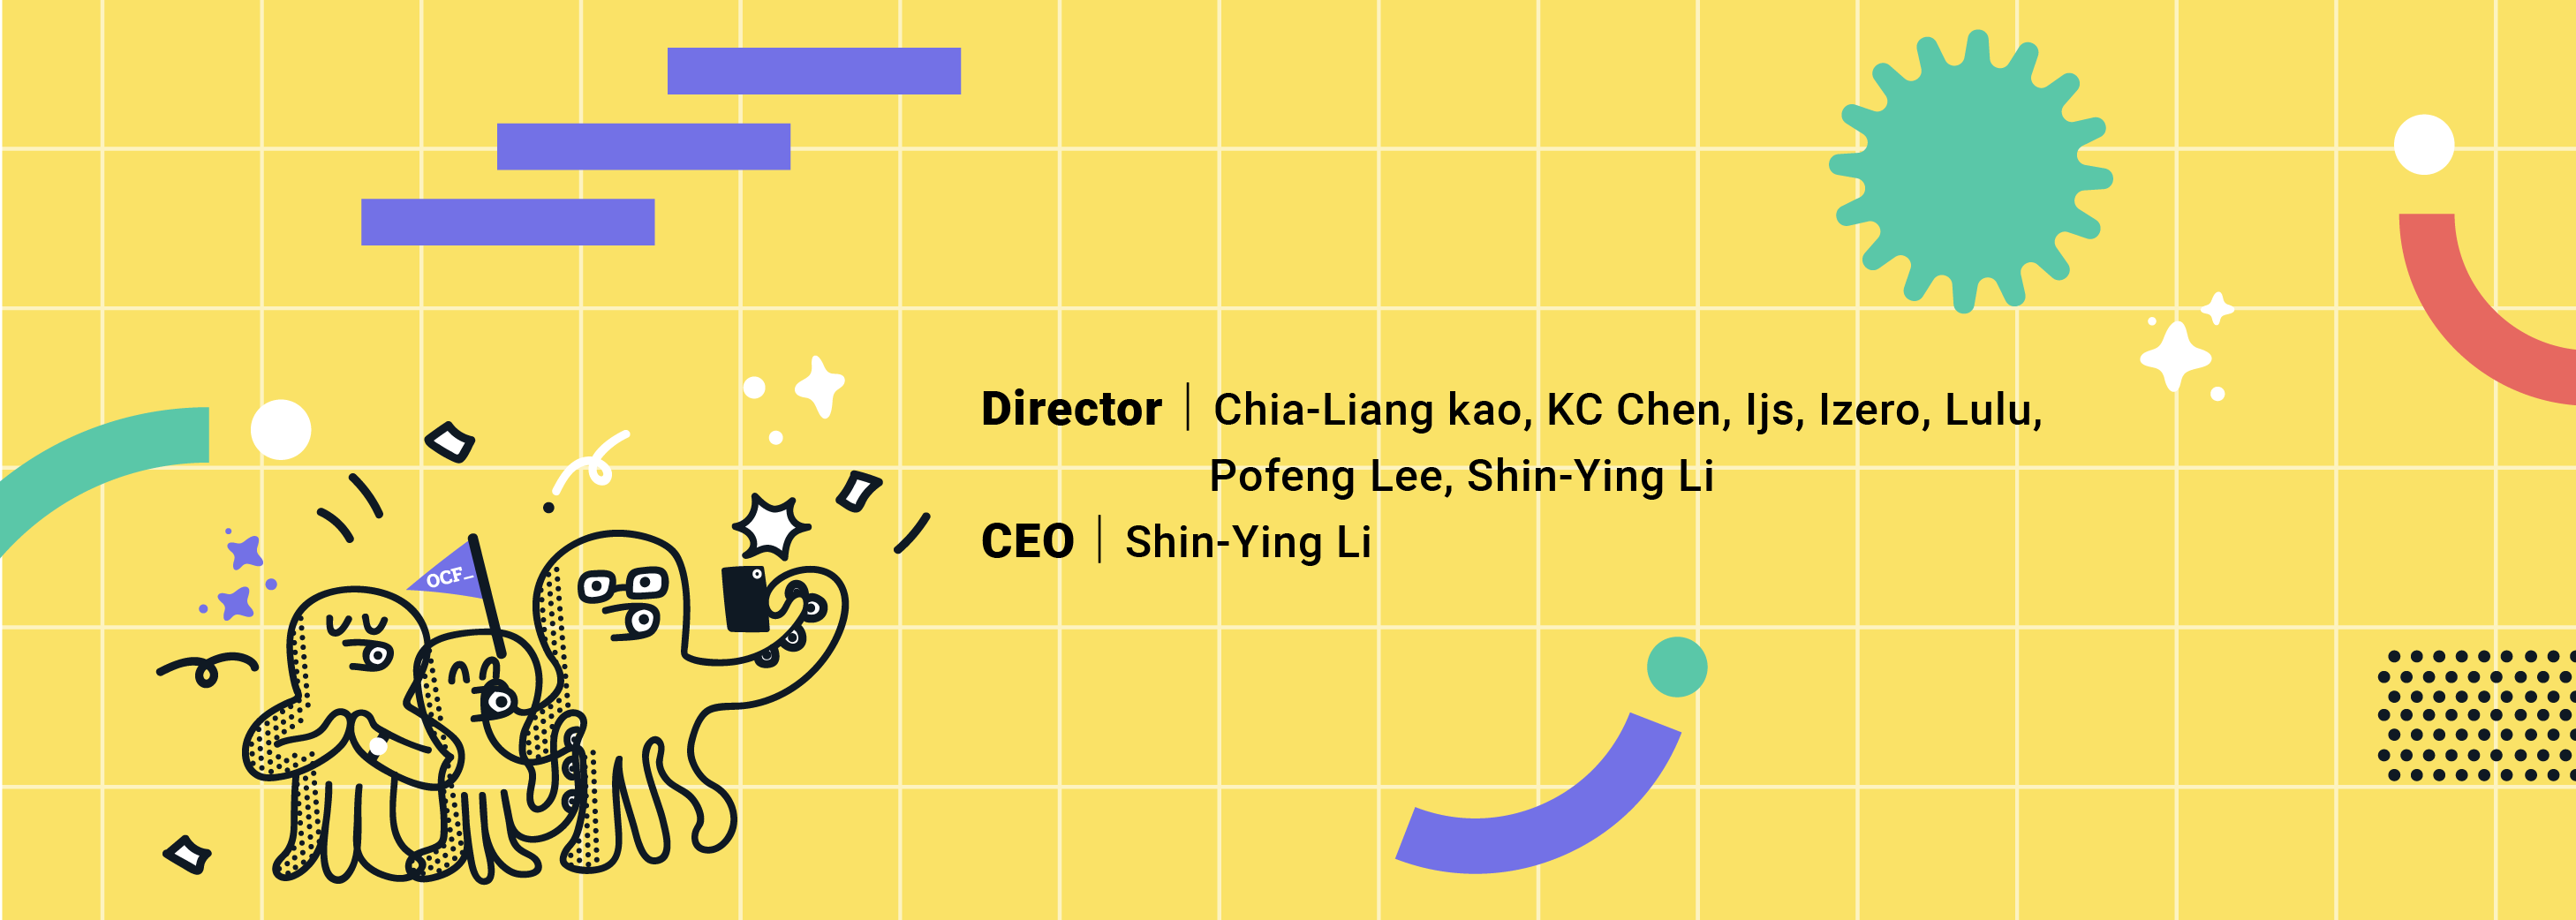 Director | Chia-Liang kao, KC Chen, Ijs, Izero, Lulu,
Pofeng Lee, Shin-Ying Li
CEO | Shin-Ying Li
OCF_